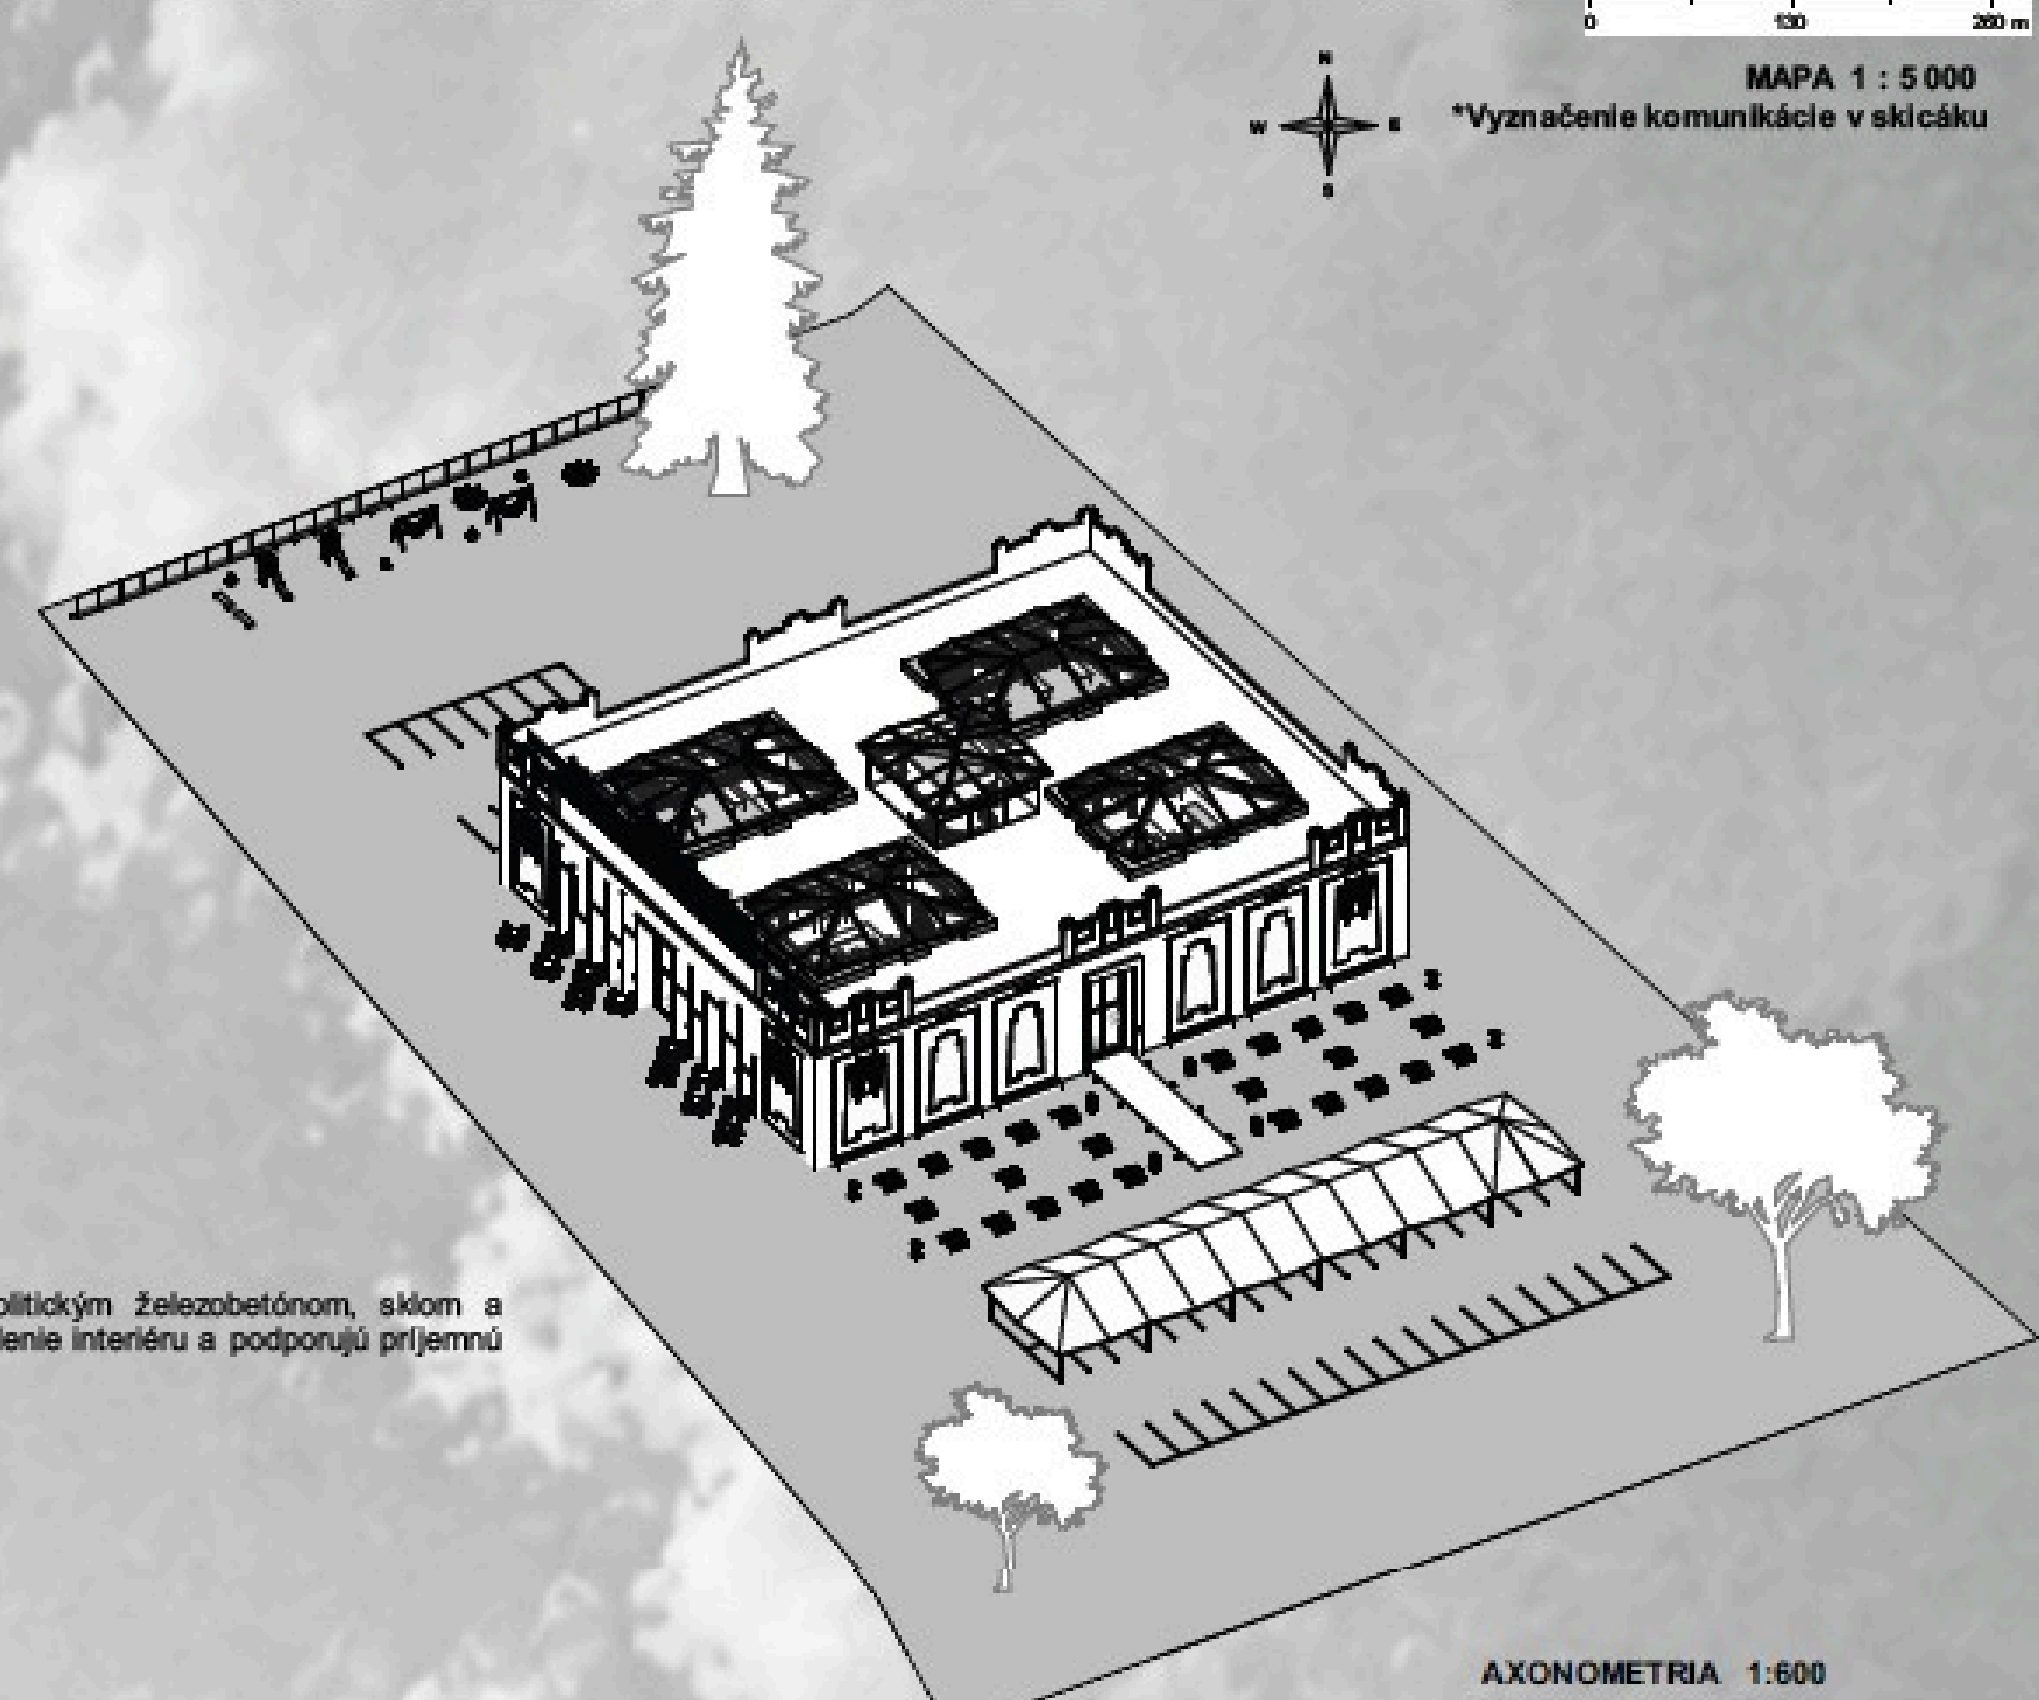 0 130 260 m
MAPA 1 : 5 000
*Vyznačenie komunikácie v skicáku
N
W E
S
olitickým železobetónom, sklom a
lenie interiéru a podporujú príjemnú
AXONOMETRIA 1:600